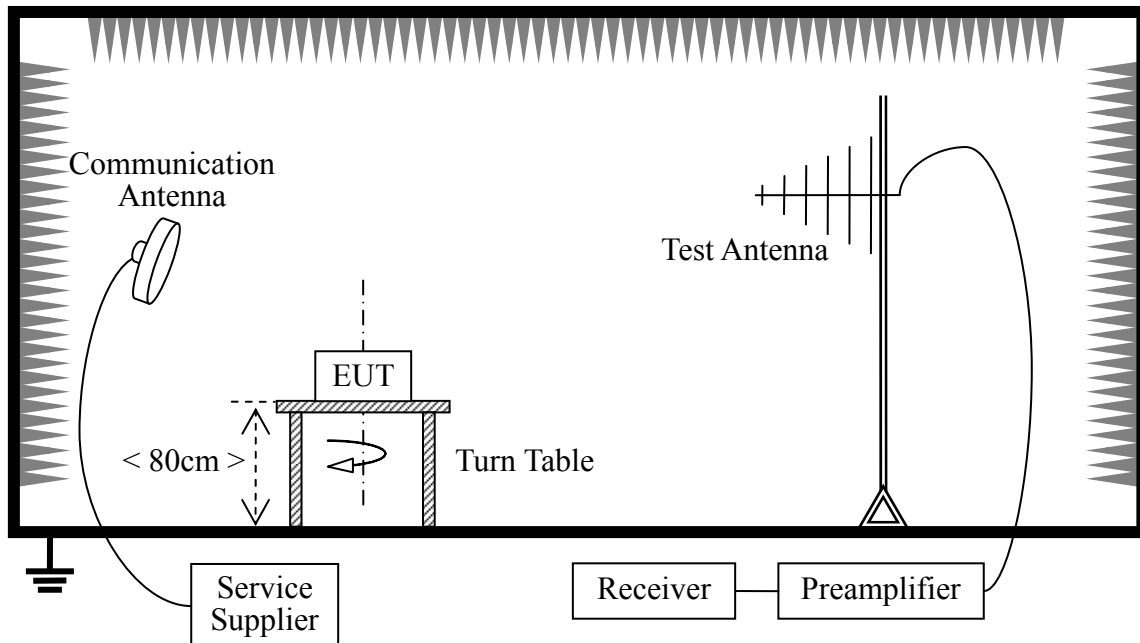 Communication
Antenna
Test Antenna
EUT
< 80cm >
Turn Table
Service
Supplier
Receiver
Preamplifier